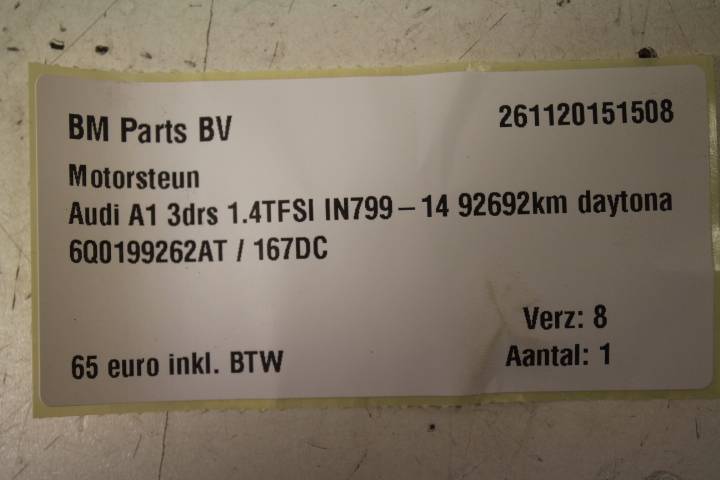 BM Parts BV
261120151508
Motorsteun
Audi A1 3drs 1.4TFSI IN799-14 92692km daytona
6Q0199262AT / 167DC
Verz: 8
65 euro inkl. BTW
Aantal: 1